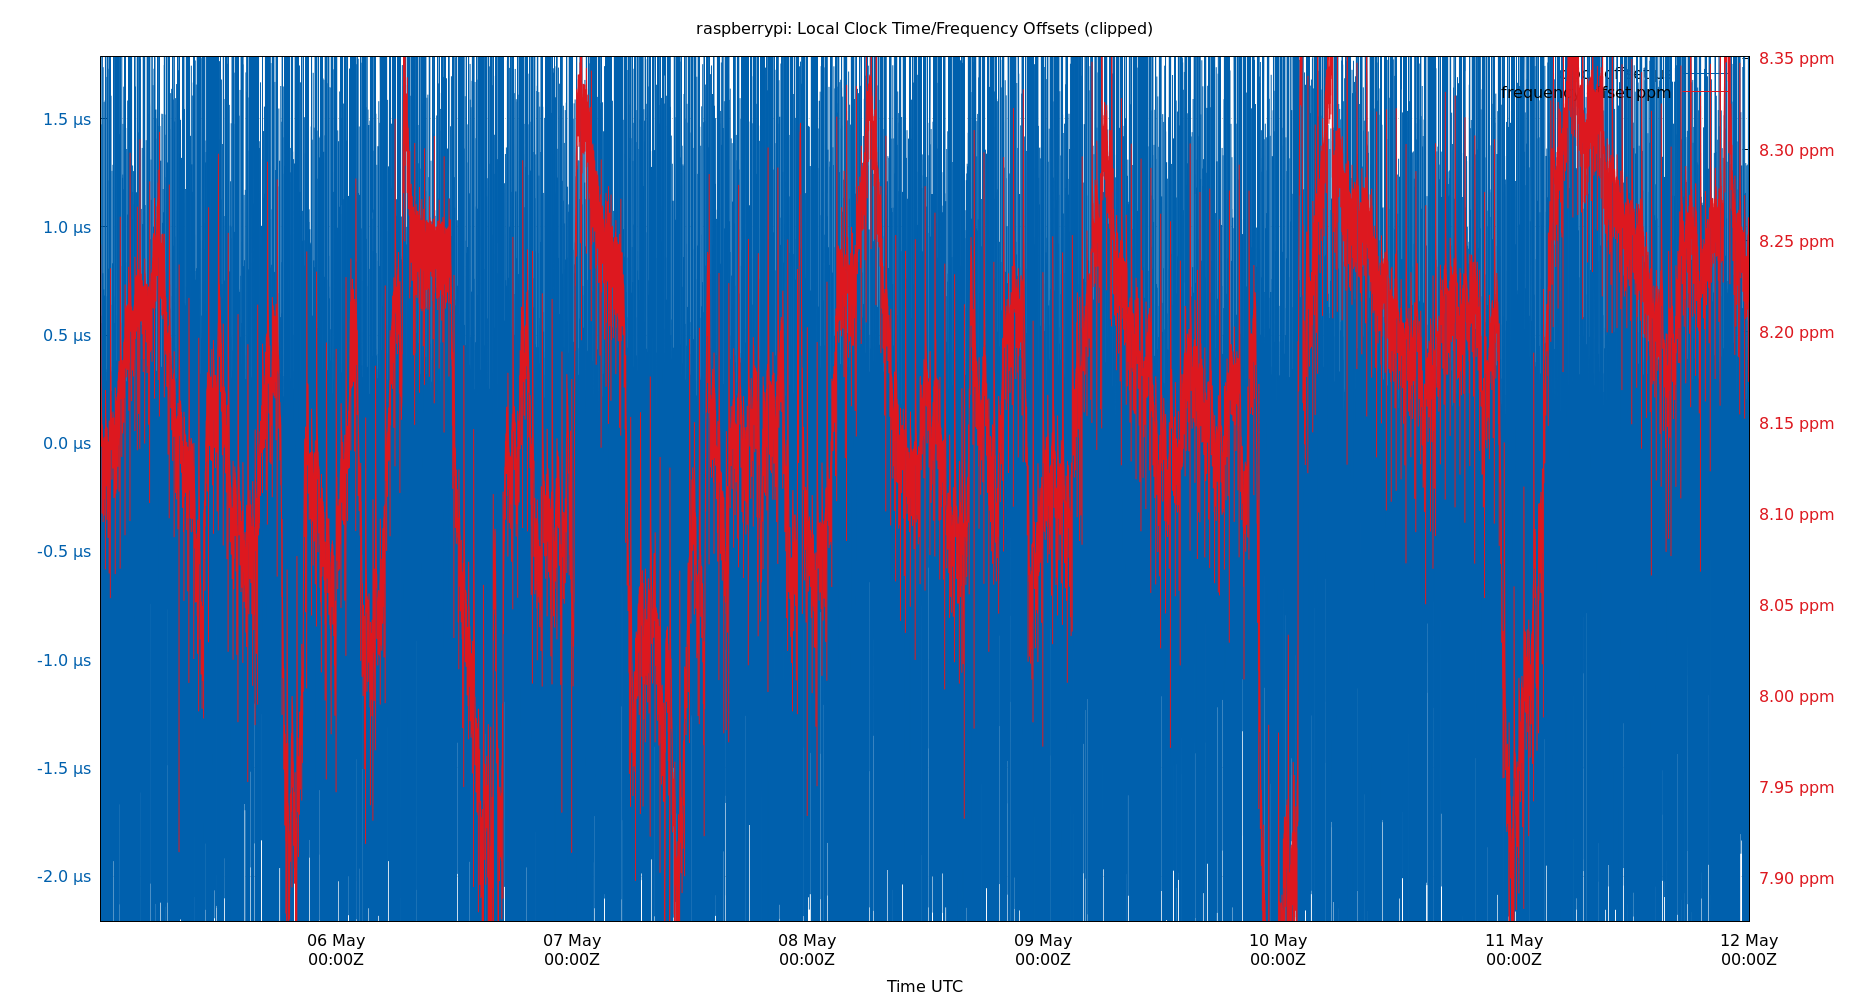 raspberrypi: Local Clock Time/Frequency Offsets (clipped)
1.5 µs
1.0 µs
0.5 µs
0.0 µs
-0.5 µs
-1.0 µs
-1.5 µs
-2.0 µs
8.35 ppm
8.30 ppm
8.25 ppm
8.20 ppm
8.15 ppm
8.10 ppm
8.05 ppm
8.00 ppm
7.95 ppm
7.90 ppm
ppm
06 May
00:00Z
07 May
00:00Z
08 May
00:00Z
09 May
00:00Z
10 May
00:00Z
11 May
00:00Z
12 May
00:00Z
Time UTC